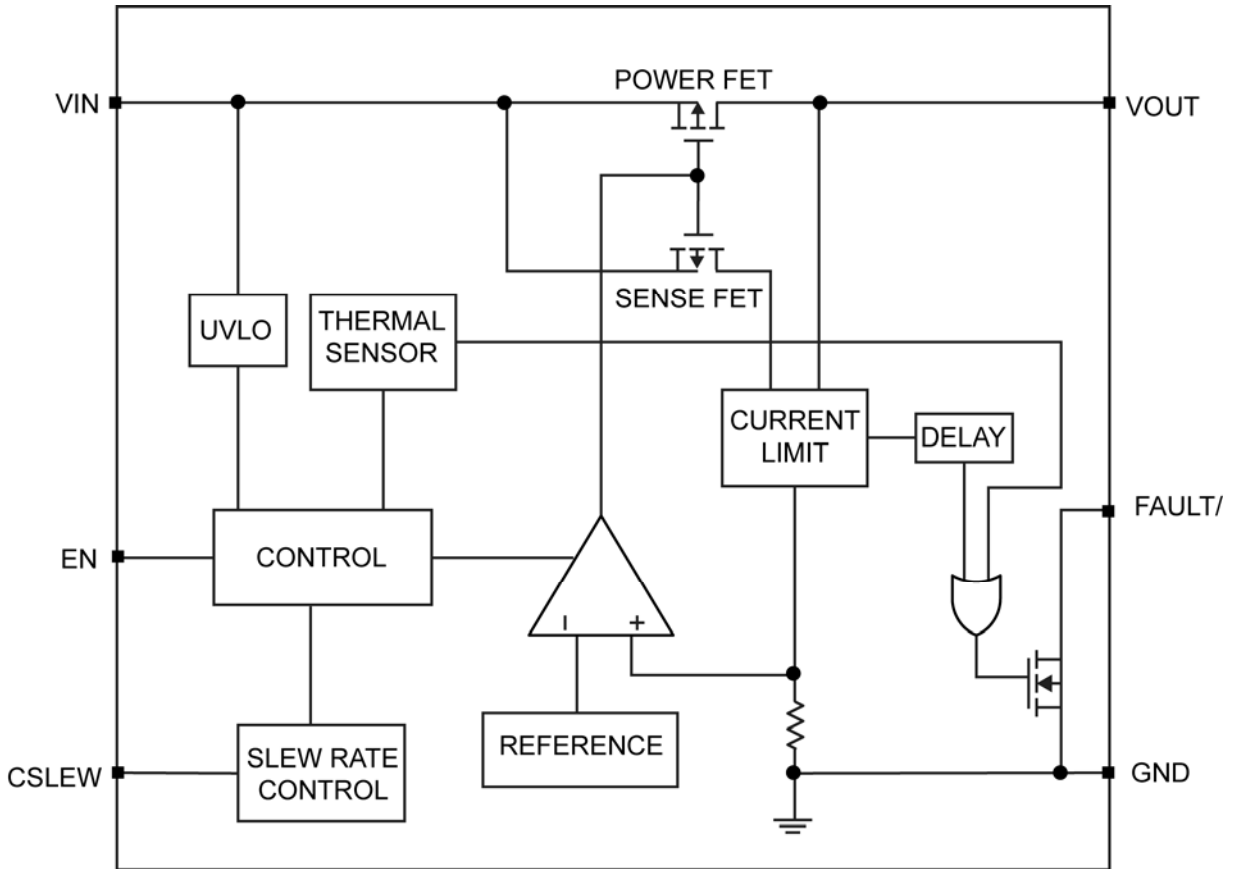 POWER FET
VIN
VOUT
SENSE FET
UVLO
THERMAL
SENSOR
CURRENT
LIMIT
DELAY
FAULT/
EN
CONTROL
–
+
REFERENCE
SLEW RATE
CONTROL
CSLEW
GND